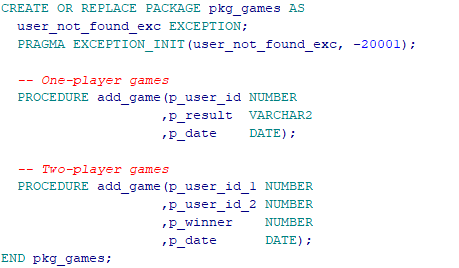 CREATE OR REPLACE PACKAGE pkg_games AS
  user_not_found_exc EXCEPTION;
  PRAGMA EXCEPTION_INIT(user_not_found_exc, -20001);

  -- One-player games
  PROCEDURE add_game(p_user_id NUMBER
                    ,p_result  VARCHAR2
                    ,p_date    DATE);

  -- Two-player games
  PROCEDURE add_game(p_user_id_1 NUMBER
                    ,p_user_id_2 NUMBER
                    ,p_winner    NUMBER
                    ,p_date      DATE);
END pkg_games;